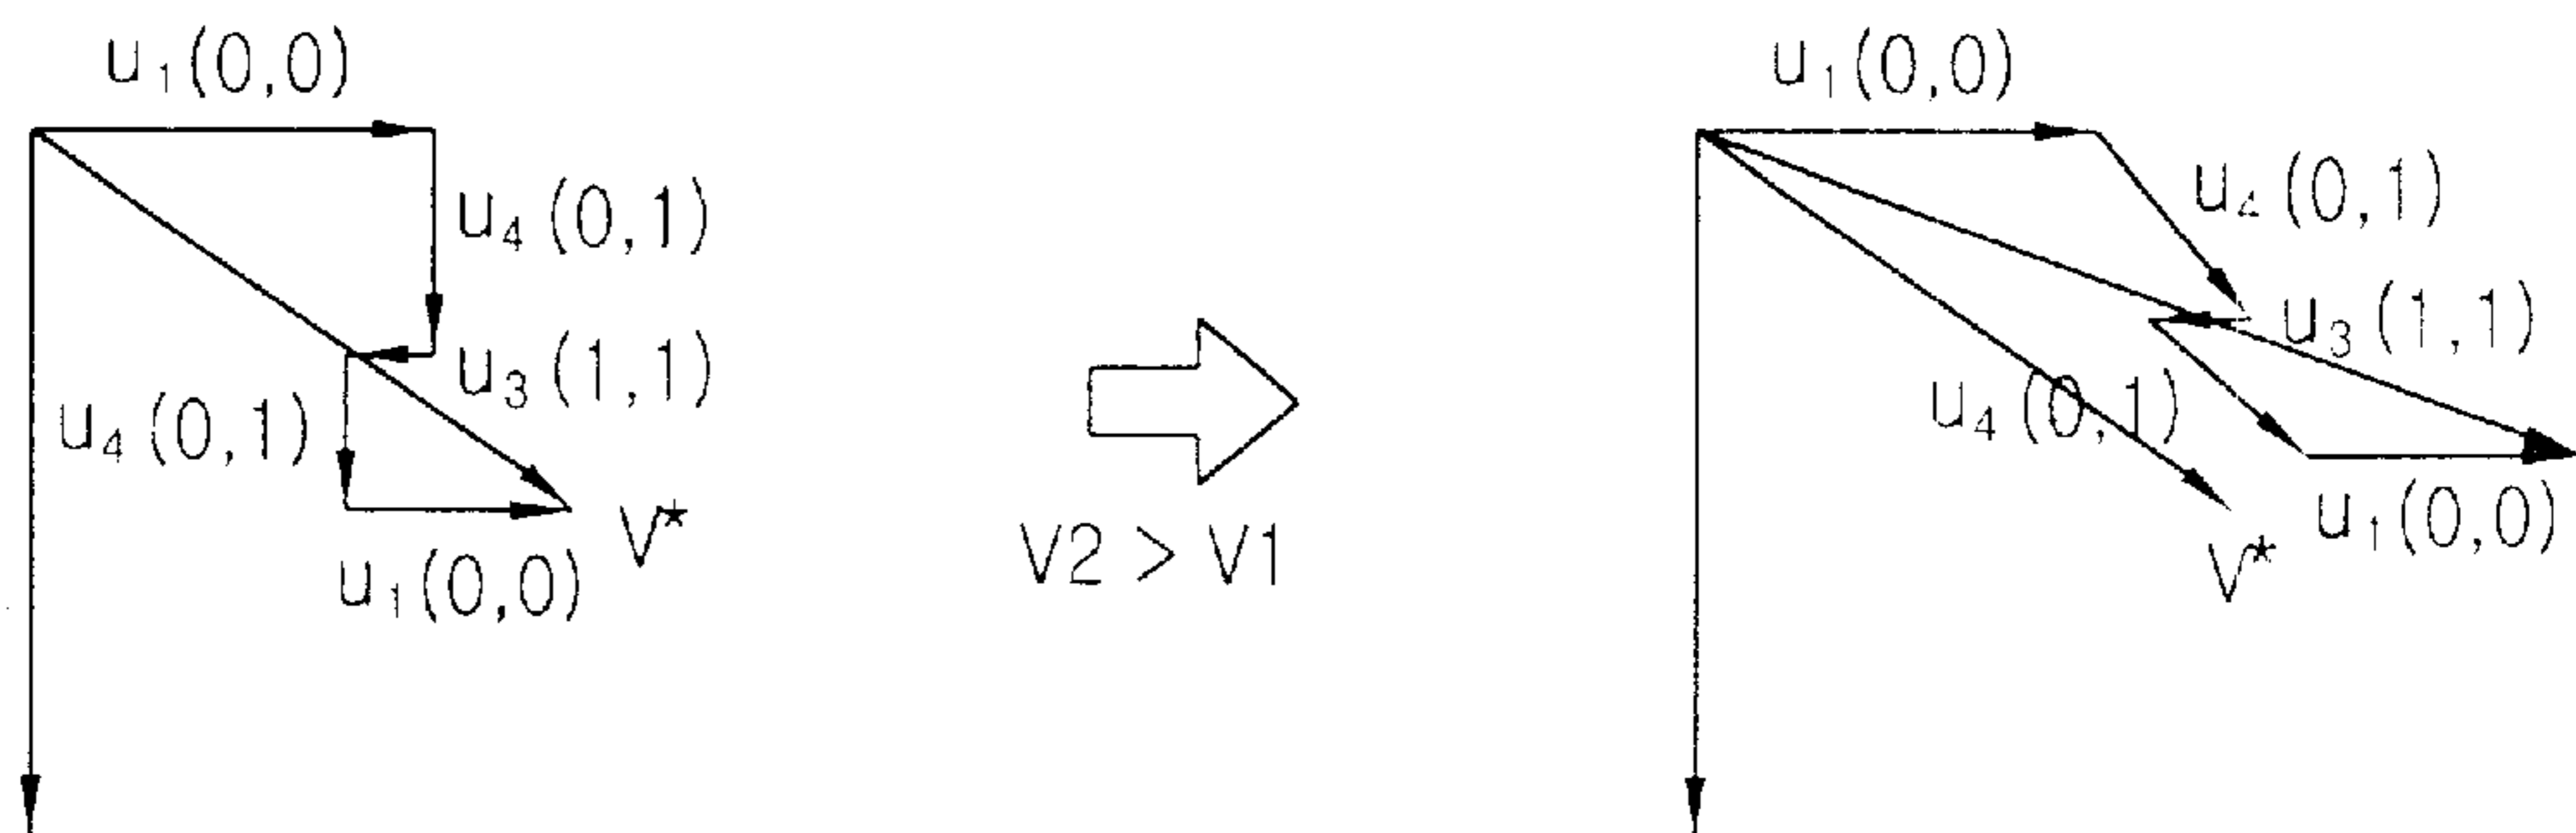 u₁(0,0)
u₄(0,1)
u₃(1,1)
u₄(0,1)
V*
u₁(0,0)
V2 > V1
u₁(0,0)
u₄(0,1)
u₃(1,1)
u₄(0,1)
u₁(0,0)
V*